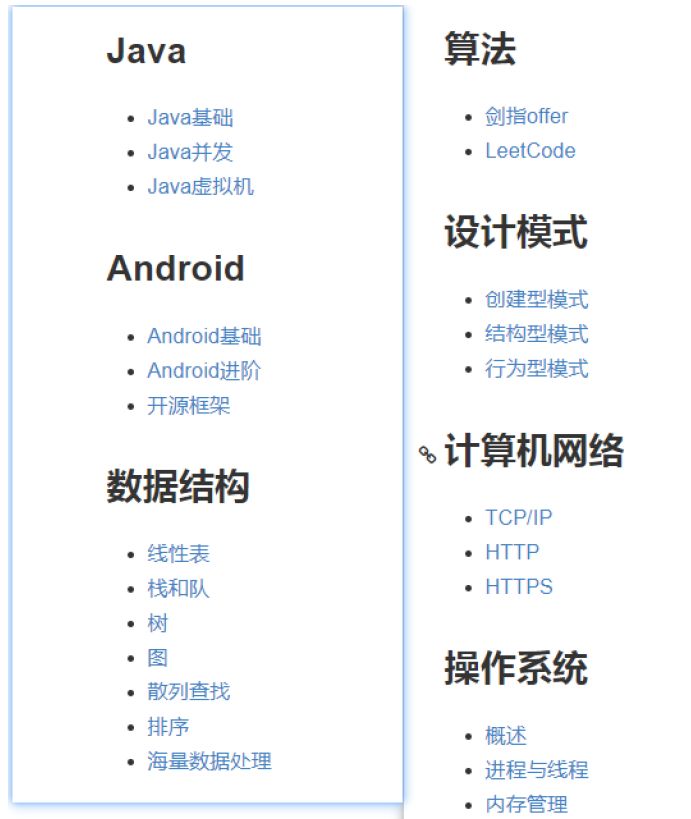 Java
Java基础
Java并发
Java虚拟机
Android
Android基础
Android进阶
开源框架
数据结构
线性表
栈和队
树
图
散列查找
排序
海量数据处理
算法
剑指offer
LeetCode
设计模式
创建型模式
结构型模式
行为型模式
计算机网络
TCP/IP
HTTP
HTTPS
操作系统
概述
进程与线程
内存管理